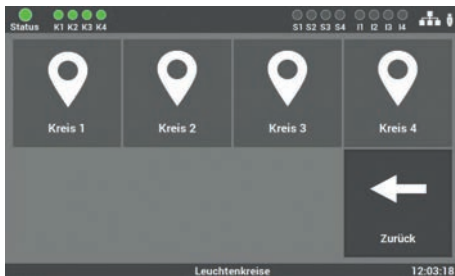 Status K1 K2 K3 K4 S1 S2 S3 S4 I1 I2 I3 I4
Kreis 1 Kreis 2 Kreis 3 Kreis 4
Zurück
Leuchtenkreise 12:03:18